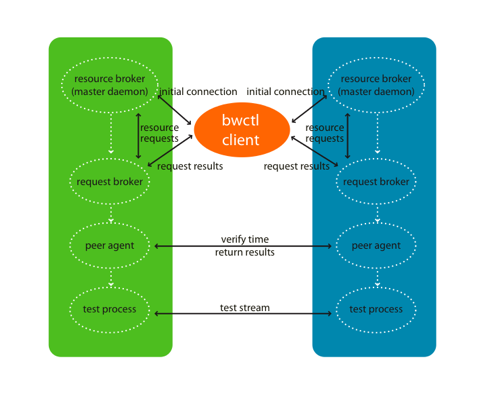 resource broker
(master daemon)
initial connection
initial connection
resource broker
(master daemon)
bwctl
client
resource
requests
resource
requests
request results
request results
request broker
request broker
peer agent
verify time
return results
peer agent
test process
test stream
test process